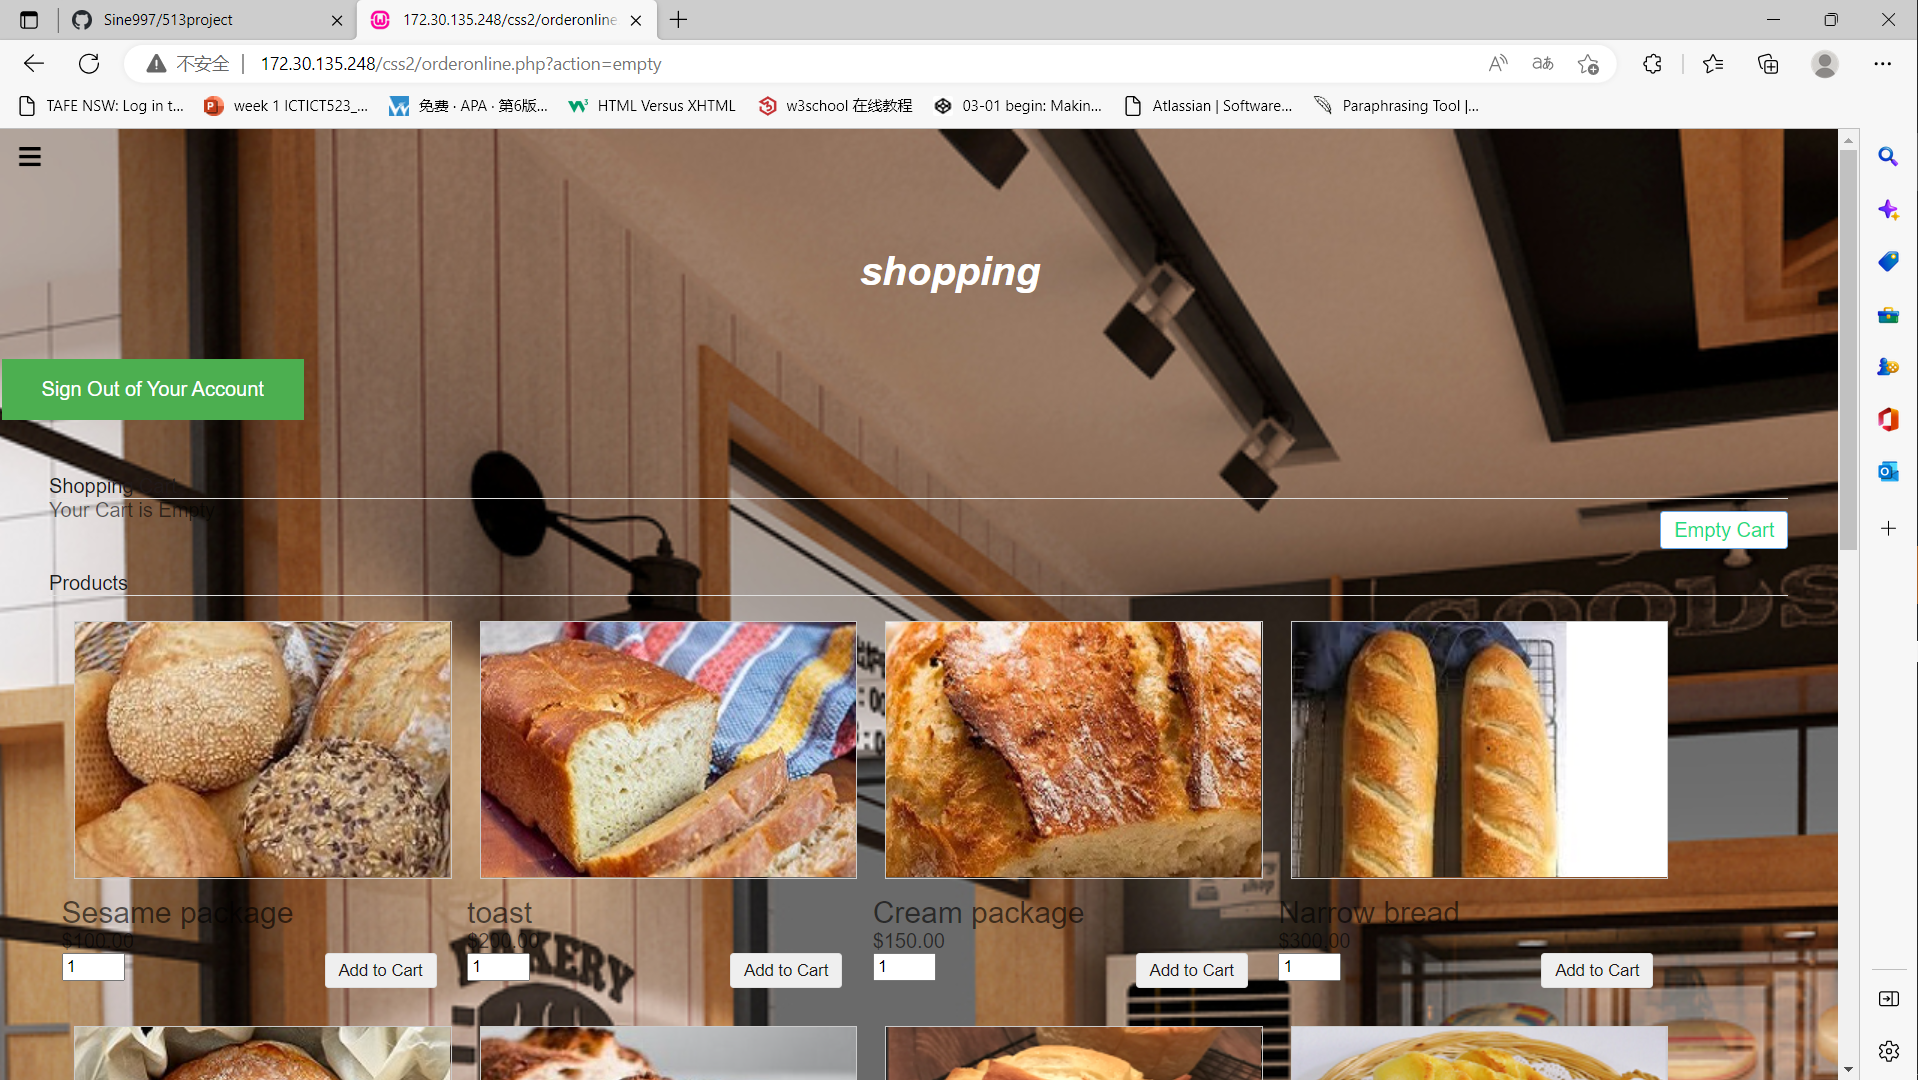 Sine997/513project
172.30.135.248/css2/orderonline
不安全
172.30.135.248/css2/orderonline.php?action=empty
TAFE NSW: Log in t...
week 1 ICTICT523_...
免费 · APA · 第6版...
HTML Versus XHTML
w3school 在线教程
03-01 begin: Makin...
Atlassian | Software...
Paraphrasing Tool |...
shopping
Sign Out of Your Account
Shopping
Your Cart is Empty
Empty Cart
Products
GOODS
Sesame package
toast
Cream package
Narrow bread
$100.00
$200.00
$150.00
$300.00
1
Add to Cart
1
Add to Cart
1
Add to Cart
1
Add to Cart
BAKERY
shop